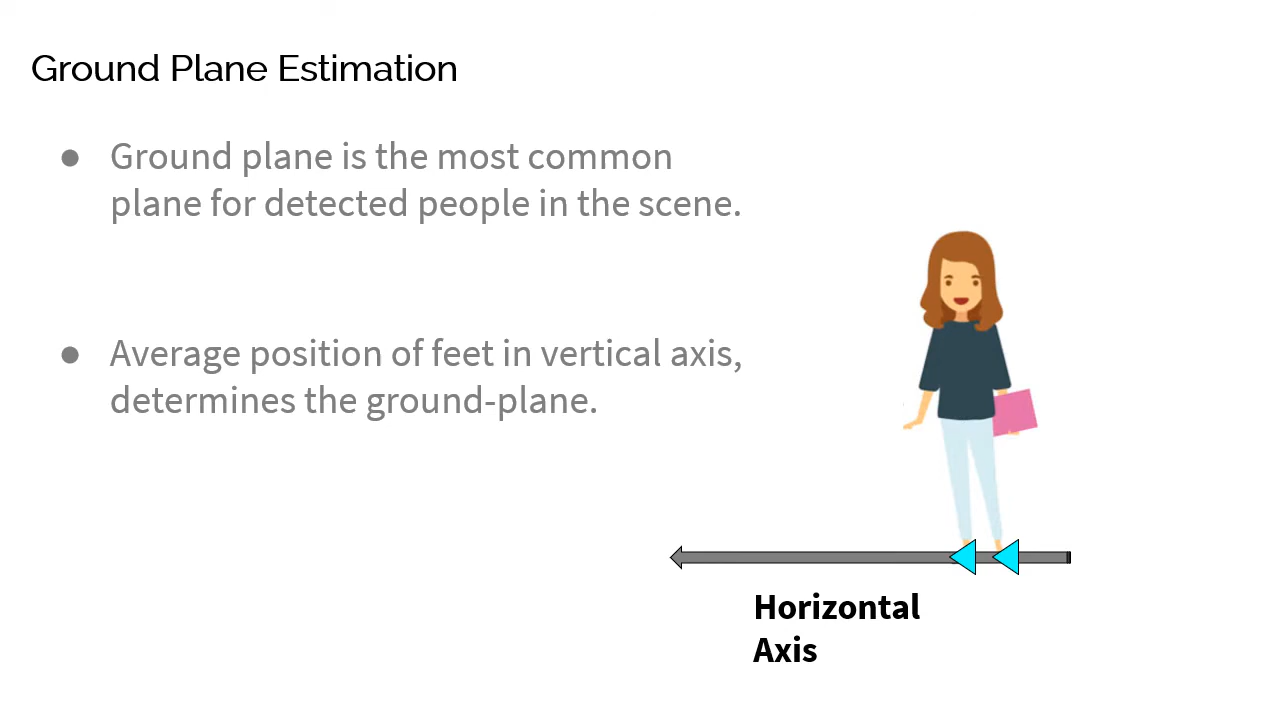 Ground Plane Estimation
● Ground plane is the most common
plane for detected people in the scene.
● Average position of feet in vertical axis,
determines the ground-plane.
Horizontal
Axis